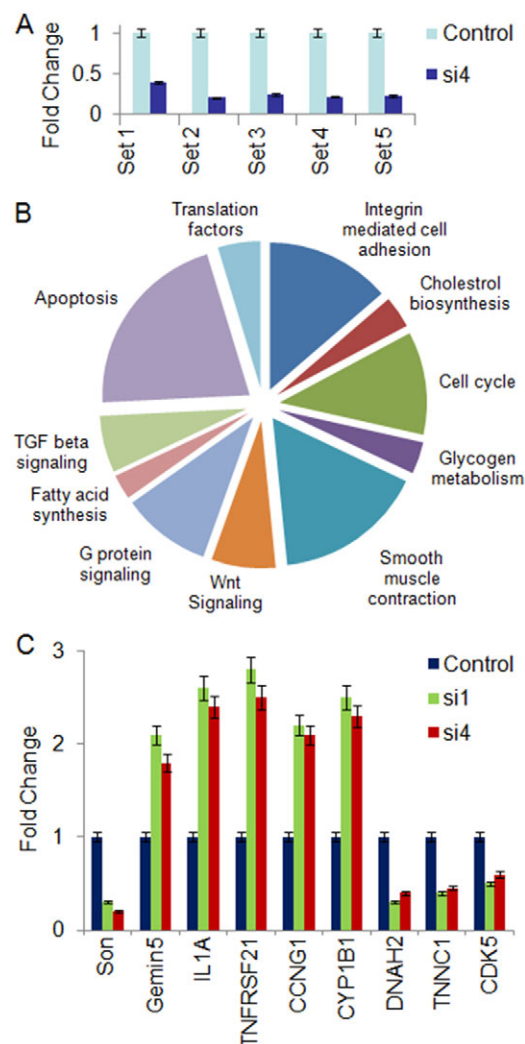 A
Fold Change
1
0.5
0
Set 1
Set 2
Set 3
Set 4
Set 5
Control
si4
B
Translation
factors
Integrin
mediated cell
adhesion
Cholestrol
biosynthesis
Cell cycle
Glycogen
metabolism
Smooth
muscle
contraction
Wnt
Signaling
G protein
signaling
Fatty acid
synthesis
TGF beta
signaling
Apoptosis
C
Fold Change
3
2
1
0
Control
si1
si4
Son
Gemin5
IL1A
TNFRSF21
CCNG1
CYP1B1
DNAH2
TNNC1
CDK5